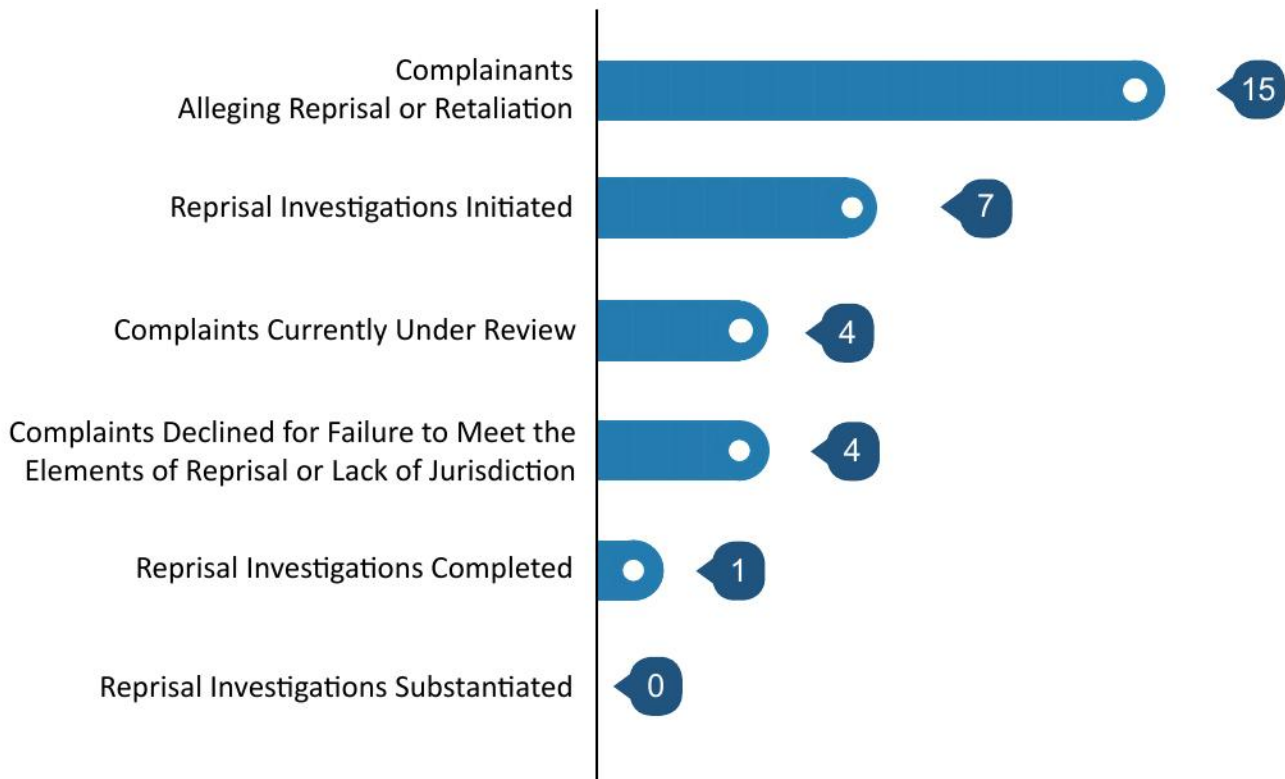 Complainants
Alleging Reprisal or Retaliation
15
Reprisal Investigations Initiated
7
Complaints Currently Under Review
4
Complaints Declined for Failure to Meet the
Elements of Reprisal or Lack of Jurisdiction
4
Reprisal Investigations Completed
1
Reprisal Investigations Substantiated
0